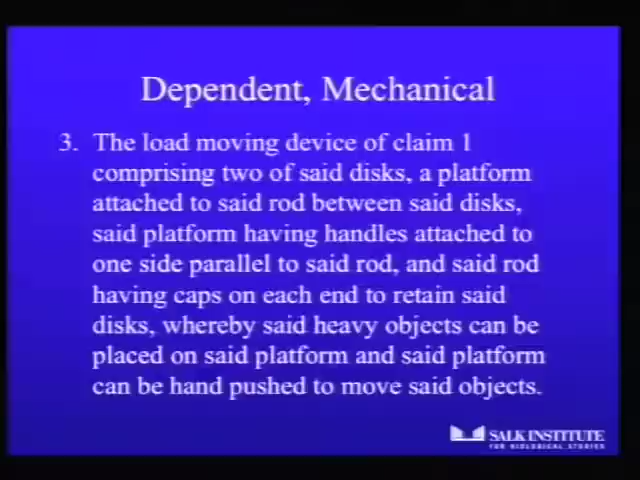 Dependent, Mechanical
3. The load moving device of claim 1
comprising two of said disks, a platform
attached to said rod between said disks,
said platform having handles attached to
one side parallel to said rod, and said rod
having caps on each end to retain said
disks, whereby said heavy objects can be
placed on said platform and said platform
can be hand pushed to move said objects.
SALK INSTITUTE
FOR BIOLOGICAL STUDIES